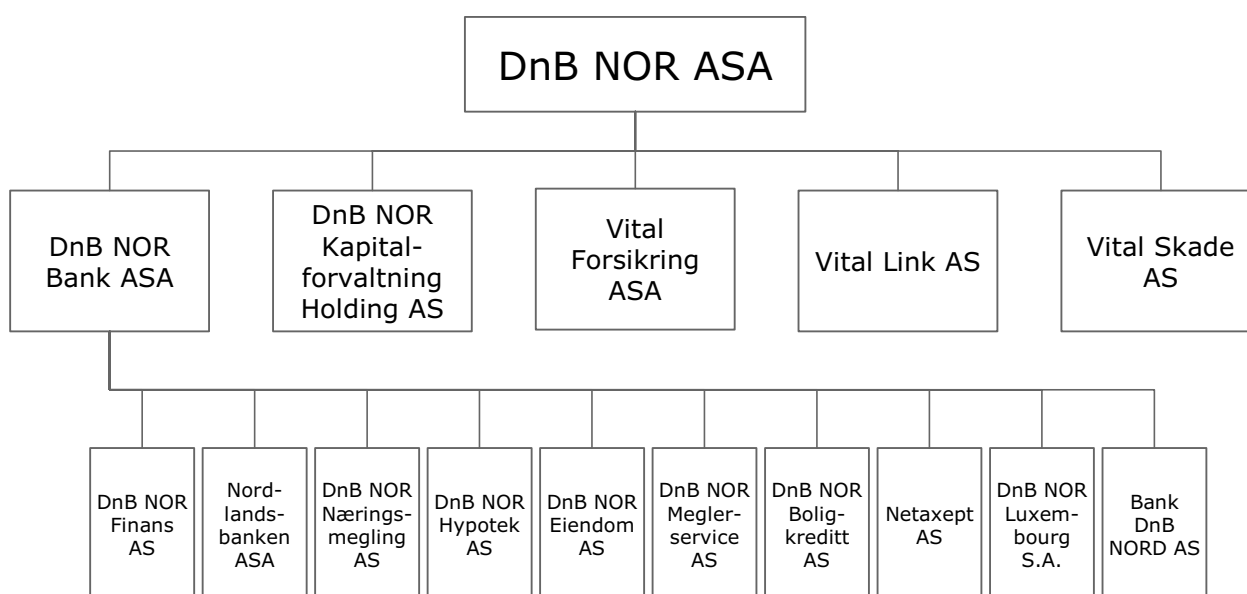 DnB NOR ASA
DnB NOR
Bank ASA
DnB NOR
Kapital-
forvaltning
Holding AS
Vital
Forsikring
ASA
Vital Link AS
Vital Skade
AS
DnB NOR
Finans
AS
Nord-
lands-
banken
ASA
DnB NOR
Nærings-
megling
AS
DnB NOR
Hypotek
AS
DnB NOR
Eiendom
AS
DnB NOR
Megler-
service
AS
DnB NOR
Bolig-
kreditt
AS
Netaxept
AS
DnB NOR
Luxem-
bourg
S.A.
Bank
DnB
NORD AS